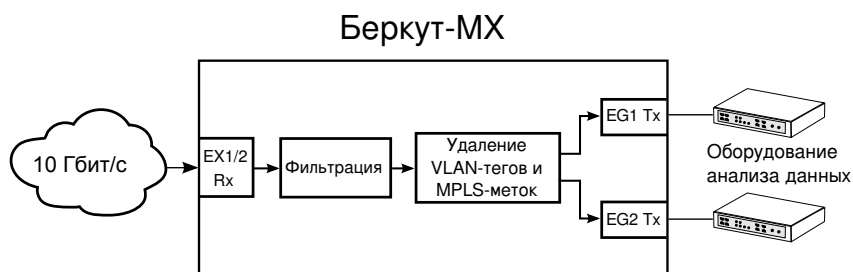 Беркут-МХ
10 Гбит/с
EX1/2
Rx
Фильтрация
Удаление
VLAN-тегов и
MPLS-меток
EG1 Tx
EG2 Tx
Оборудование
анализа данных